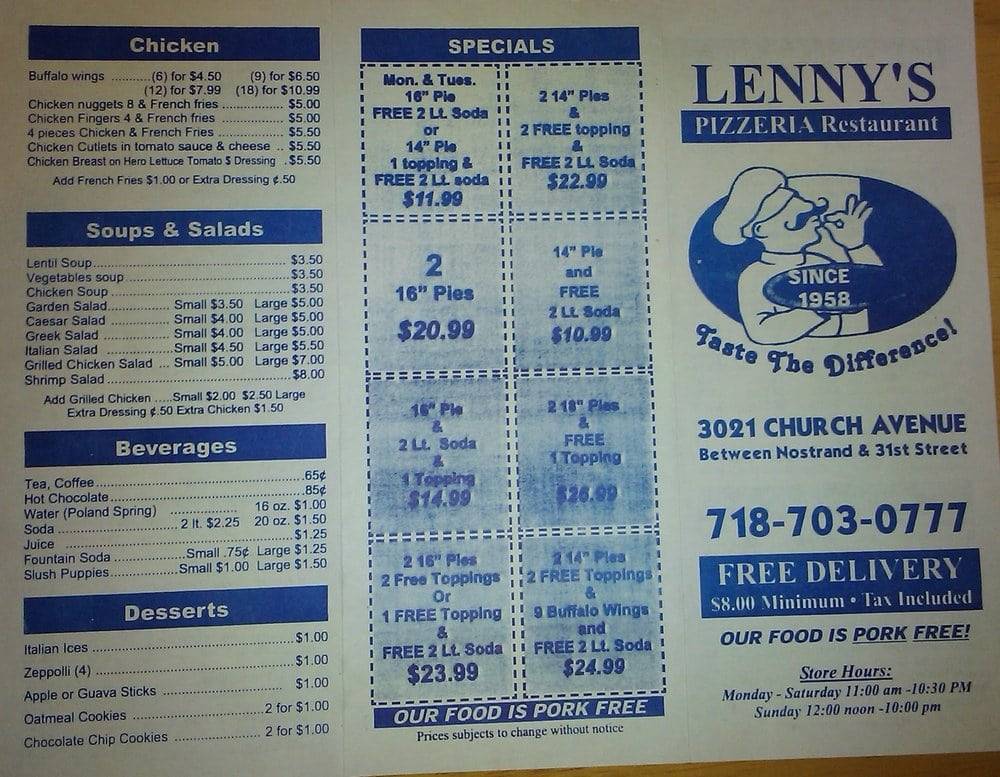 Chicken
Buffalo wings ..........(6) for $4.50 (9) for $6.50
(12) for $7.99 (18) for $10.99
Chicken nuggets 8 & French fries ............... $5.00
Chicken Fingers 4 & French fries ................ $5.00
4 pieces Chicken & French Fries ................ $5.50
Chicken Cutlets in tomato sauce & cheese .. $5.50
Chicken Breast on Hero Lettuce Tomato $ Dressing .$5.50
Add French Fries $1.00 or Extra Dressing ¢.50
Soups & Salads
Lentil Soup.................................................. $3.50
Vegetables soup .......................................... $3.50
Chicken Soup .............................................. $3.50
Garden Salad................. Small $3.50 Large $5.00
Caesar Salad ................. Small $4.00 Large $5.00
Greek Salad ................... Small $4.00 Large $5.00
Italian Salad ................... Small $4.50 Large $5.50
Grilled Chicken Salad ... Small $5.00 Large $7.00
Shrimp Salad...............................................$8.00
Add Grilled Chicken .....Small $2.00 $2.50 Large
Extra Dressing ¢.50 Extra Chicken $1.50
Beverages
Tea, Coffee......................................................65¢
Hot Chocolate..................................................85¢
Water (Poland Spring) ................. 16 oz. $1.00
Soda ................................2 lt. $2.25 20 oz. $1.50
Juice ..............................................................$1.25
Fountain Soda ...................Small .75¢ Large $1.25
Slush Puppies..................Small $1.00 Large $1.50
Desserts
Italian Ices .....................................................$1.00
Zeppolli (4) ....................................................$1.00
Apple or Guava Sticks ................................. $1.00
Oatmeal Cookies ................................2 for $1.00
Chocolate Chip Cookies ..................... 2 for $1.00
SPECIALS
Mon. & Tues.
16" Pie
FREE 2 Lt. Soda
or
14" Pie
1 topping &
FREE 2 Lt. soda
$11.99
2 14" Pies
&
2 FREE topping
&
FREE 2 Lt. Soda
$22.99
2
16" Pies
$20.99
14" Pie
and
FREE
2 Lt. Soda
$10.99
16" Pie
&
2 Lt. Soda
&
1 Topping
$14.99
2 18" Pies
&
FREE
1 Topping
$26.99
2 16" Pies
2 Free Toppings
Or
1 FREE Topping
&
FREE 2 Lt. Soda
$23.99
2 14" Pies
2 FREE Toppings
&
9 Buffalo Wings
and
FREE 2 Lt. Soda
$24.99
OUR FOOD IS PORK FREE
Prices subjects to change without notice
LENNY'S
PIZZERIA Restaurant
SINCE
1958
Taste The Difference!
3021 CHURCH AVENUE
Between Nostrand & 31st Street
718-703-0777
FREE DELIVERY
$8.00 Minimum • Tax Included
OUR FOOD IS PORK FREE!
Store Hours:
Monday - Saturday 11:00 am -10:30 PM
Sunday 12:00 noon -10:00 pm